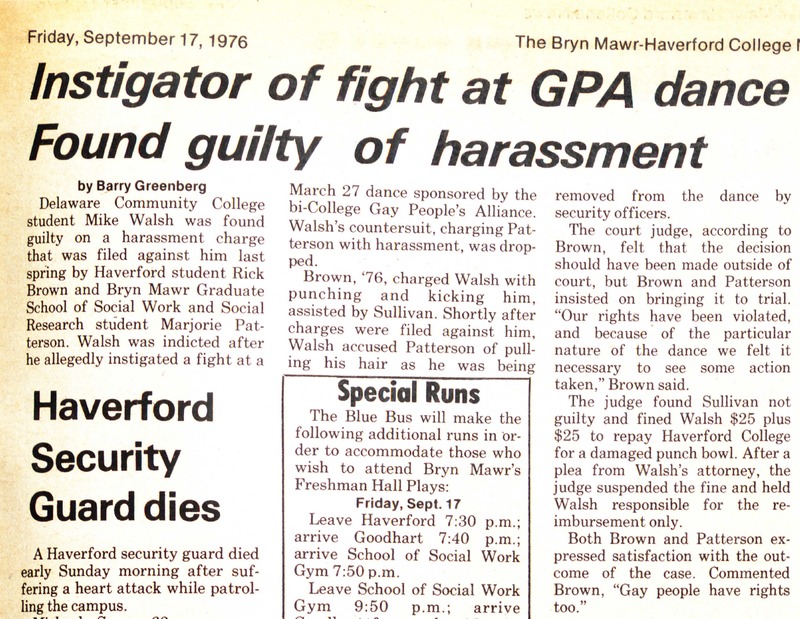 Friday, September 17, 1976
The Bryn Mawr-Haverford College
Instigator of fight at GPA dance
Found guilty of harassment
by Barry Greenberg
Delaware Community College
student Mike Walsh was found
guilty on a harassment charge
that was filed against him last
spring by Haverford student Rick
Brown and Bryn Mawr Graduate
School of Social Work and Social
Research student Marjorie Pat-
terson. Walsh was indicted after
he allegedly instigated a fight at a
March 27 dance sponsored by the
bi-College Gay People's Alliance.
Walsh's countersuit, charging Pat-
terson with harassment, was drop-
ped.
Brown, '76, charged Walsh with
punching and kicking him,
assisted by Sullivan. Shortly after
charges were filed against him,
Walsh accused Patterson of pull-
ing his hair as he was being
removed from the dance by
security officers.
The court judge, according to
Brown, felt that the decision
should have been made outside of
court, but Brown and Patterson
insisted on bringing it to trial.
"Our rights have been violated,
and because of the particular
nature of the dance we felt it
necessary to see some action
taken," Brown said.
The judge found Sullivan not
guilty and fined Walsh $25 plus
$25 to repay Haverford College
for a damaged punch bowl. After a
plea from Walsh's attorney, the
judge suspended the fine and held
Walsh responsible for the re-
imbursement only.
Both Brown and Patterson ex-
pressed satisfaction with the out-
come of the case. Commented
Brown, "Gay people have rights
too."
Haverford
Security
Guard dies
A Haverford security guard died
early Sunday morning after suf-
fering a heart attack while patrol-
ling the campus.
Special Runs
The Blue Bus will make the
following additional runs in or-
der to accommodate those who
wish to attend Bryn Mawr's
Freshman Hall Plays:
Friday, Sept. 17
Leave Haverford 7:30 p.m.;
arrive Goodhart 7:40 p.m.;
arrive School of Social Work
Gym 7:50 p.m.
Leave School of Social Work
Gym 9:50 p.m.; arrive